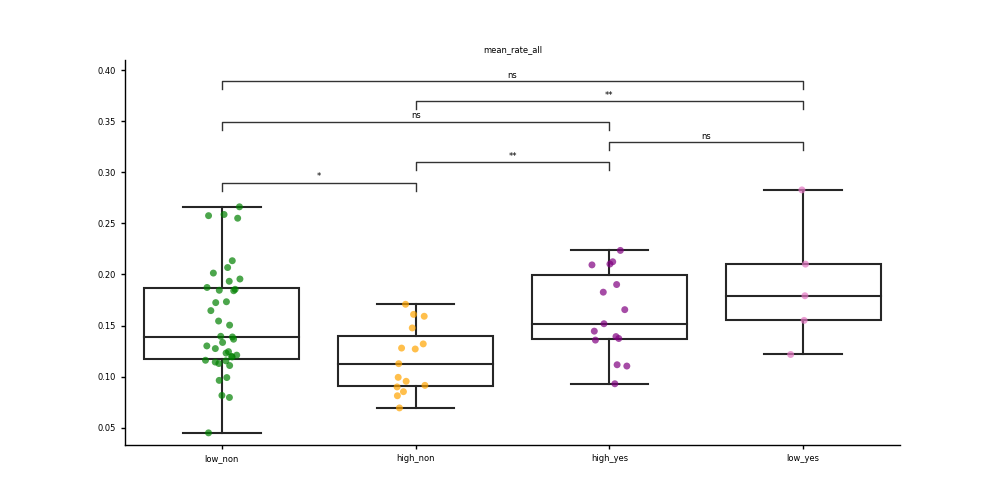 mean_rate_all
0.40
ns
**
0.35
ns
ns
**
0.30
*
0.25
0.20
0.15
0.10
0.05
low_non high_non high_yes low_yes